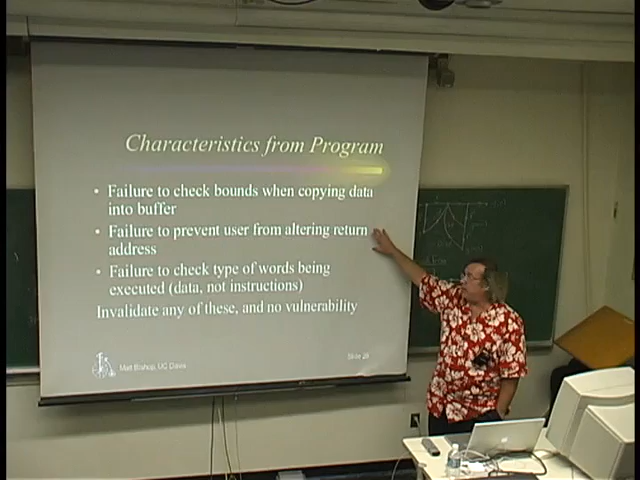 Characteristics from Program
• Failure to check bounds when copying data
into buffer
• Failure to prevent user from altering return
address
• Failure to check type of words being
executed (data, not instructions)
Invalidate any of these, and no vulnerability
Matt Bishop, UC Davis
Slide 29